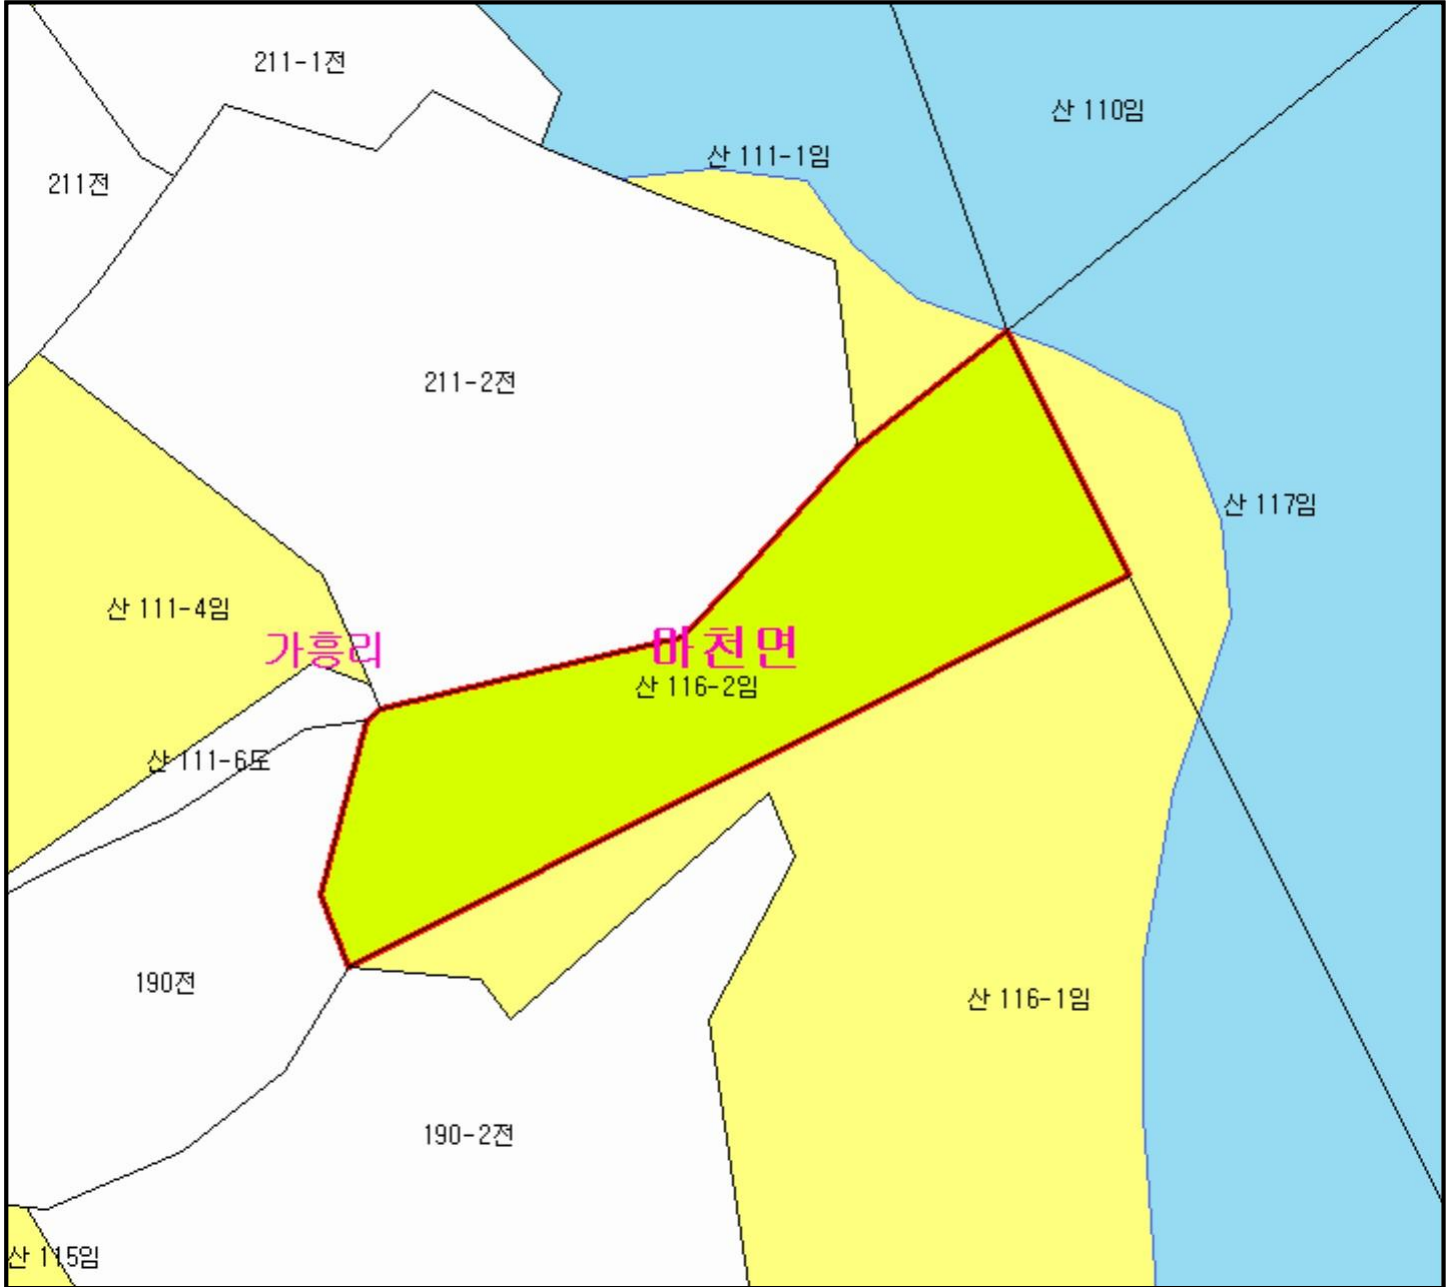 211-1전
산 110임
산 111-1임
211전
211-2전
산 117임
산 111-4임
가흥리
마천면
산 116-2임
산 111-6도
190전
산 116-1임
190-2전
산 115임